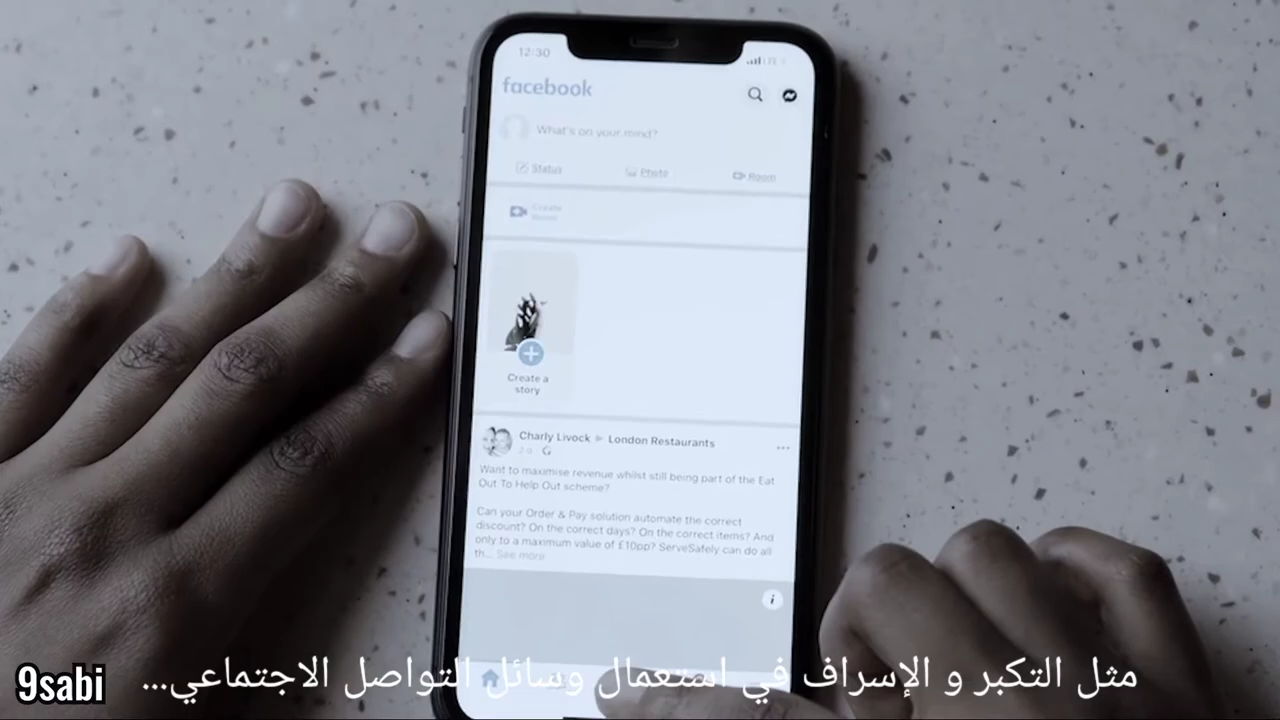 12:30
LTE
facebook
What's on your mind?
Status
Photo
Room
Create
Room
Create a
story
Charly Livock ▶ London Restaurants
Want to maximise revenue whilst still being part of the Eat
Out To Help Out scheme?
Can your Order & Pay solution automate the correct
discount? On the correct days? On the correct items? And
only to a maximum value of £10pp? ServeSafely can do all
th... See more
مثل التكبر و الإسراف في استعمال وسائل التواصل الاجتماعي...
9sabi